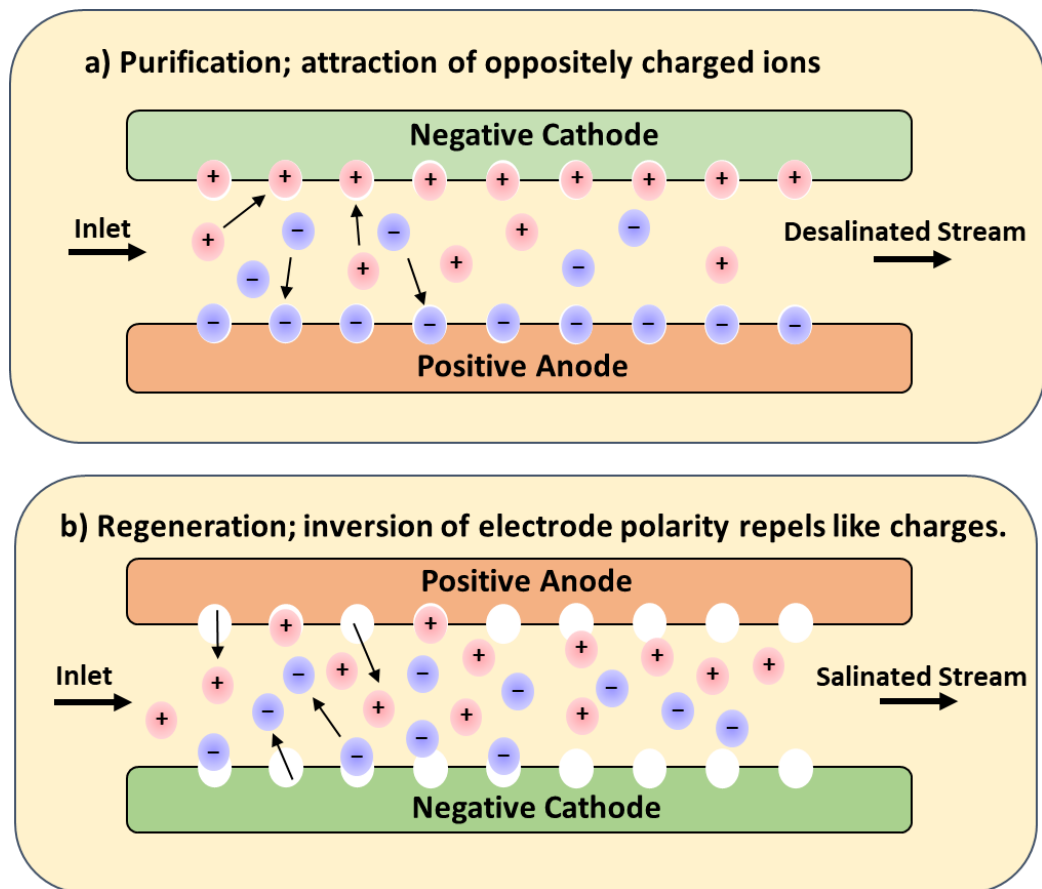 a) Purification; attraction of oppositely charged ions
Negative Cathode
+ + + + + + + + +
Inlet
+ − − + + + − − − +
Desalinated Stream
− − − − − − − − −
Positive Anode
b) Regeneration; inversion of electrode polarity repels like charges.
Positive Anode
+ +
Inlet
+ + + + + + + + + + +
− − − − − − − − − − −
Salinated Stream
Negative Cathode